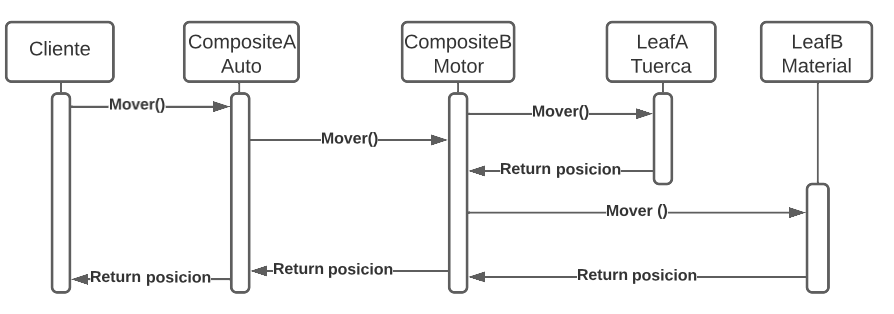 Cliente
CompositeA
Auto
CompositeB
Motor
LeafA
Tuerca
LeafB
Material
Mover()
Mover()
Mover()
Return posicion
Mover ()
Return posicion
Return posicion
Return posicion